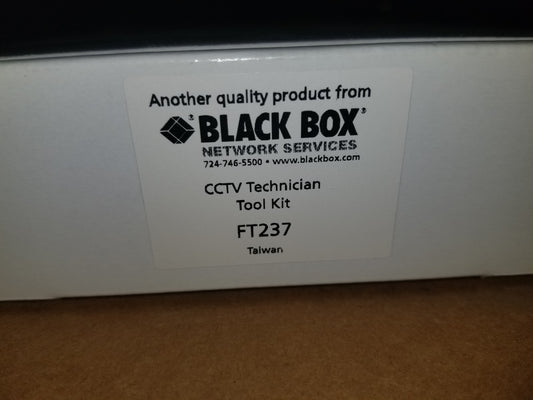 Another quality product from
BLACK BOX®
NETWORK SERVICES
724-746-5500 • www.blackbox.com
CCTV Technician
Tool Kit
FT237
Taiwan